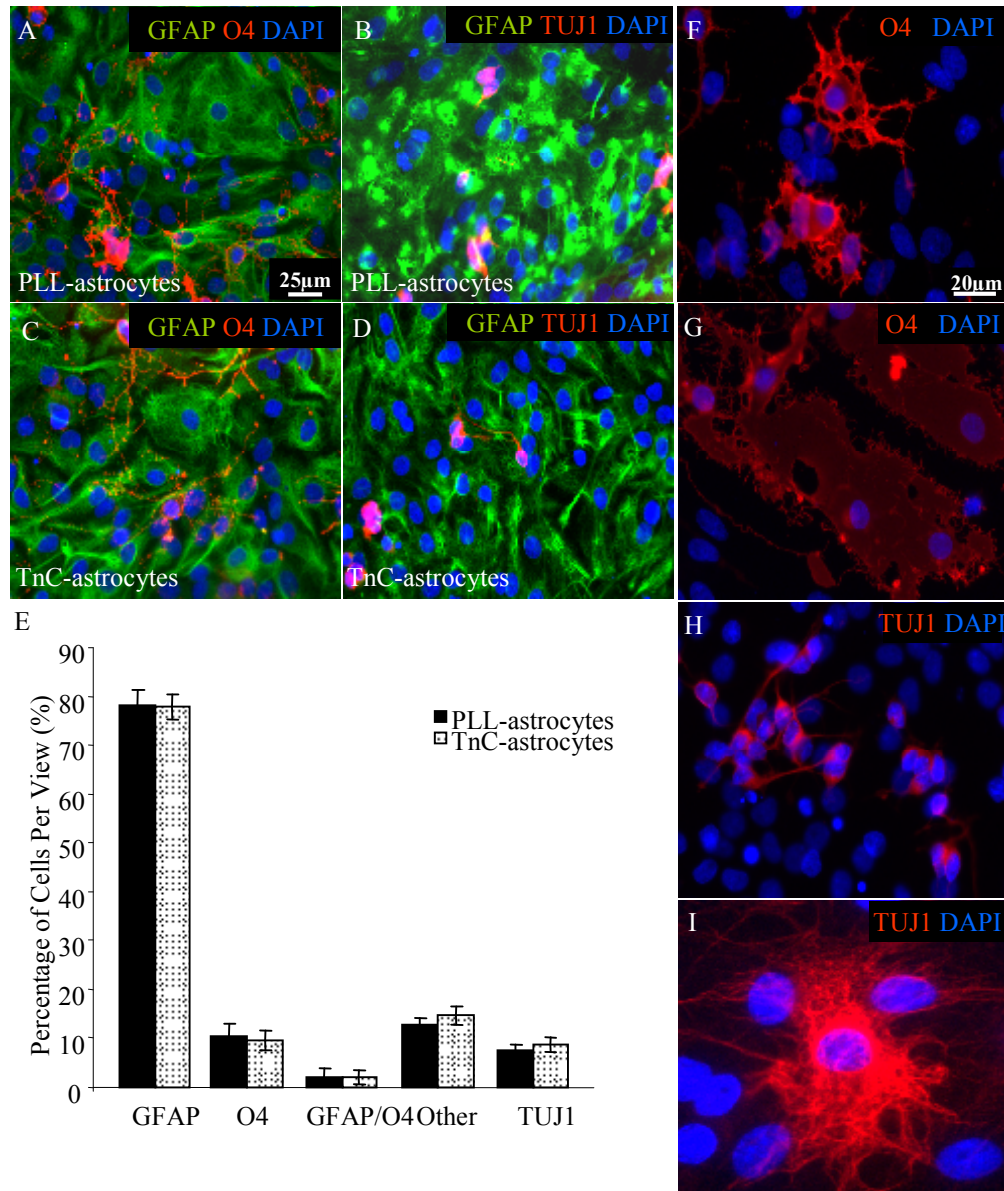 A
GFAP O4 DAPI
PLL-astrocytes
25µm
B
GFAP TUJ1 DAPI
PLL-astrocytes
F
O4 DAPI
20µm
C
GFAP O4 DAPI
TnC-astrocytes
D
GFAP TUJ1 DAPI
TnC-astrocytes
G
O4 DAPI
E
Percentage of Cells Per View (%)
90
80
70
60
50
40
30
20
10
0
PLL-astrocytes
TnC-astrocytes
GFAP O4 GFAP/O4 Other TUJ1
H
TUJ1 DAPI
I
TUJ1 DAPI